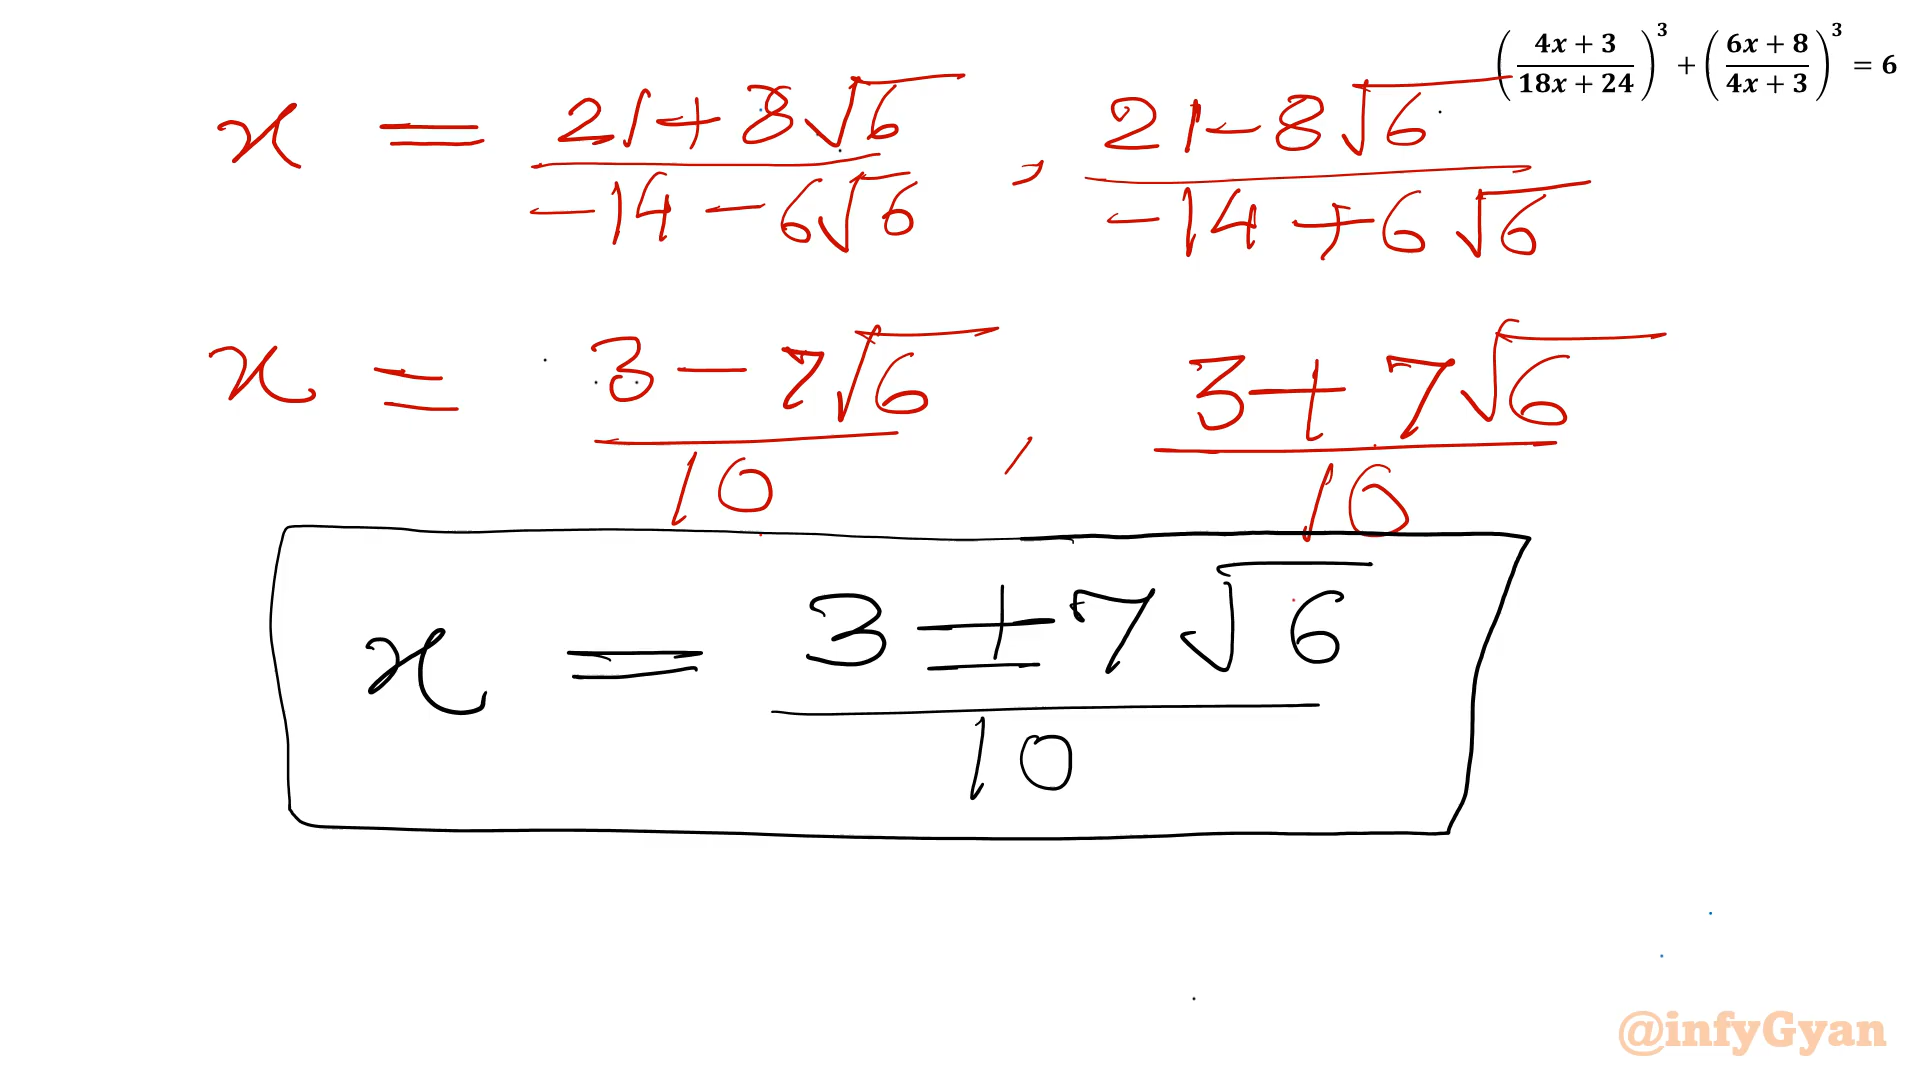 (4x + 3 / 18x + 24)³ + (6x + 8 / 4x + 3)³ = 6
x = 21 + 8√6 / -14 - 6√6 , 21 - 8√6 / -14 + 6√6
x = 3 - 7√6 / 10 , 3 + 7√6 / 10
x = 3 ± 7√6 / 10
@infyGyan